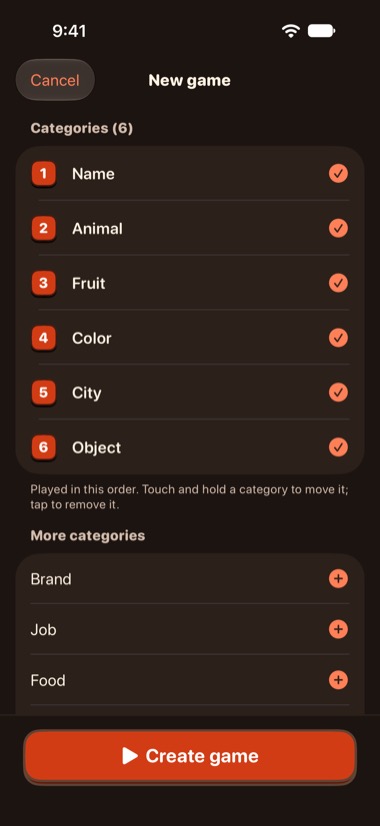 9:41
Cancel
New game
Categories (6)
1 Name
2 Animal
3 Fruit
4 Color
5 City
6 Object
Played in this order. Touch and hold a category to move it;
tap to remove it.
More categories
Brand
Job
Food
Create game